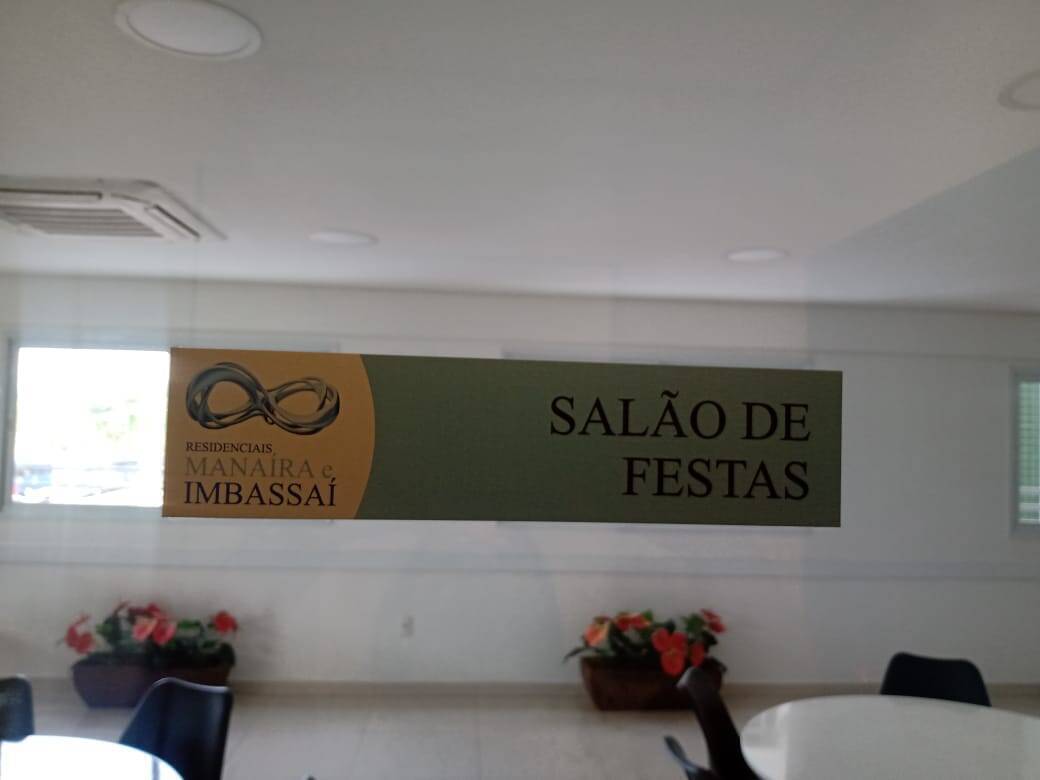 RESIDENCIAIS
MANAÍRA e
IMBASSAÍ
SALÃO DE
FESTAS